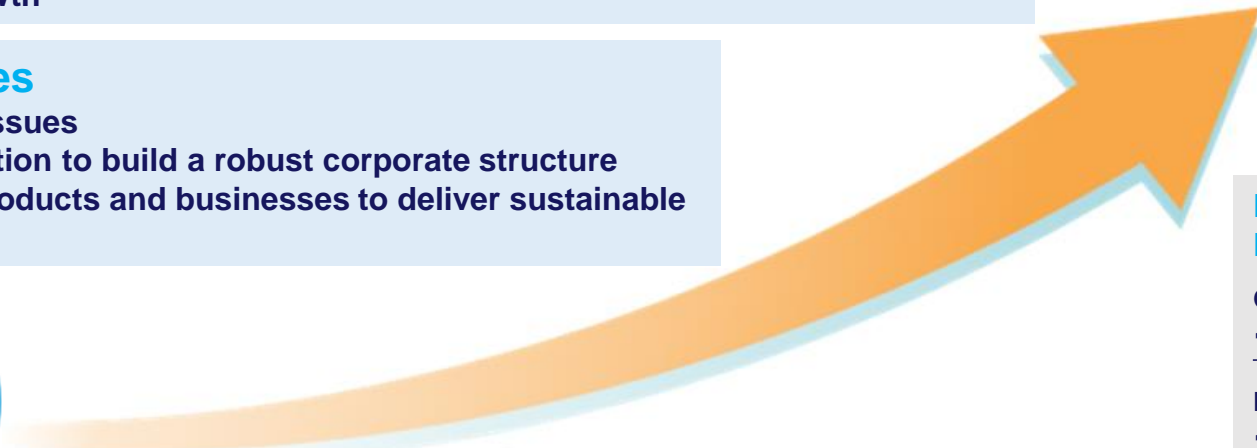 wth
es
ssues
tion to build a robust corporate structure
oducts and businesses to deliver sustainable